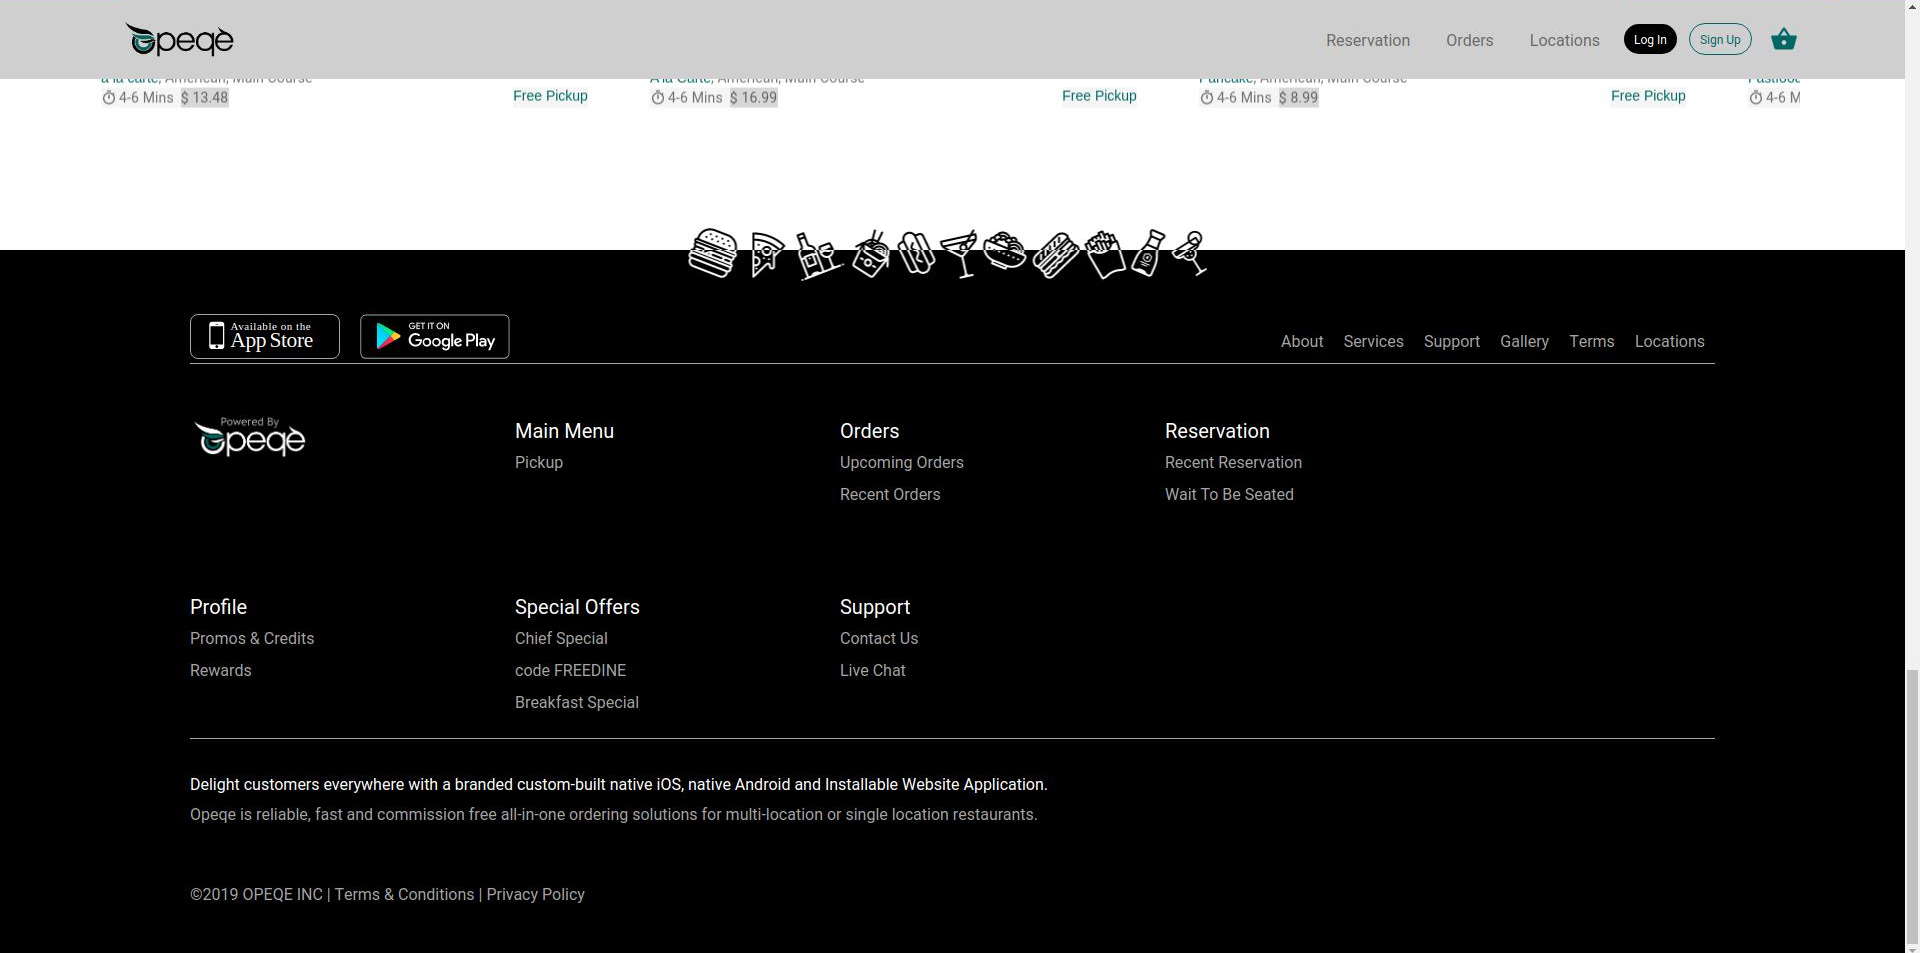 Opeqe
Reservation
Orders
Locations
Log In
Sign Up
a la carte, American, Main Course
4-6 Mins $ 13.48
Free Pickup
A la Carte, American, Main Course
4-6 Mins $ 16.99
Free Pickup
Pancake, American, Main Course
4-6 Mins $ 8.99
Free Pickup
4-6 M
Available on the
App Store
GET IT ON
Google Play
About
Services
Support
Gallery
Terms
Locations
Powered By
Opeqe
Main Menu
Pickup
Orders
Upcoming Orders
Recent Orders
Reservation
Recent Reservation
Wait To Be Seated
Profile
Promos & Credits
Rewards
Special Offers
Chief Special
code FREEDINE
Breakfast Special
Support
Contact Us
Live Chat
Delight customers everywhere with a branded custom-built native iOS, native Android and Installable Website Application.
Opeqe is reliable, fast and commission free all-in-one ordering solutions for multi-location or single location restaurants.
©2019 OPEQE INC | Terms & Conditions | Privacy Policy